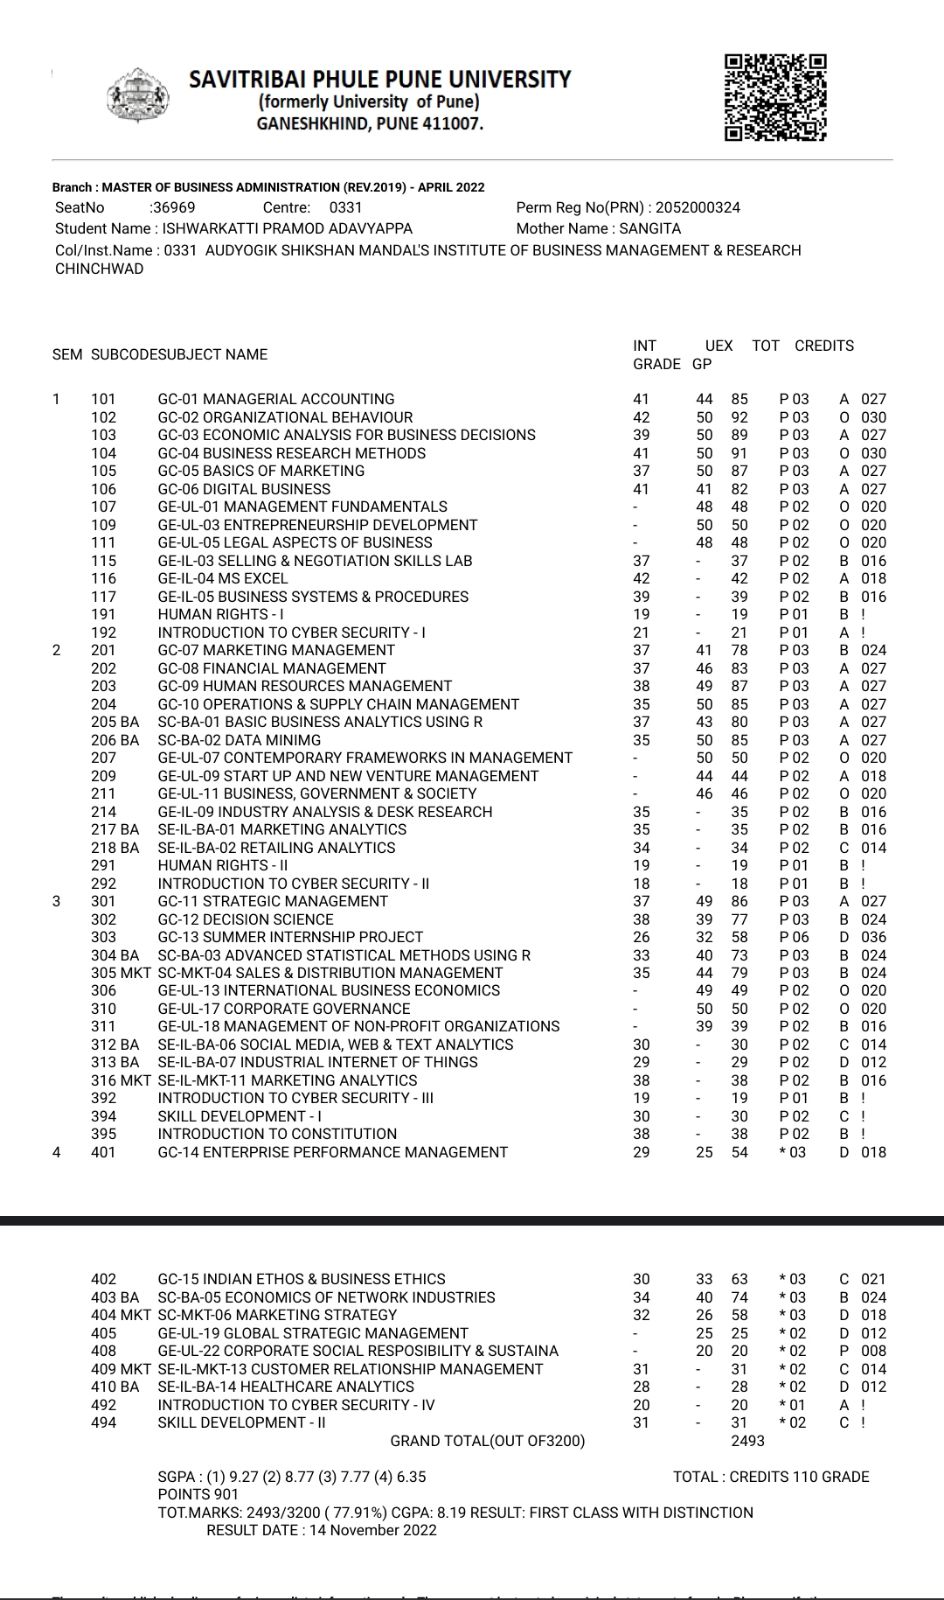 SAVITRIBAI PHULE PUNE UNIVERSITY
(formerly University of Pune)
GANESHKHIND, PUNE 411007.
Branch : MASTER OF BUSINESS ADMINISTRATION (REV.2019) - APRIL 2022
SeatNo :36969 Centre: 0331 Perm Reg No(PRN) : 2052000324
Student Name : ISHWARKATTI PRAMOD ADAVYAPPA Mother Name : SANGITA
Col/Inst.Name : 0331 AUDYOGIK SHIKSHAN MANDAL'S INSTITUTE OF BUSINESS MANAGEMENT & RESEARCH
CHINCHWAD
INT UEX TOT CREDITS
SEM SUBCODESUBJECT NAME
GRADE GP
1 101 GC-01 MANAGERIAL ACCOUNTING 41 44 85 P 03 A 027
102 GC-02 ORGANIZATIONAL BEHAVIOUR 42 50 92 P 03 O 030
103 GC-03 ECONOMIC ANALYSIS FOR BUSINESS DECISIONS 39 50 89 P 03 A 027
104 GC-04 BUSINESS RESEARCH METHODS 41 50 91 P 03 O 030
105 GC-05 BASICS OF MARKETING 37 50 87 P 03 A 027
106 GC-06 DIGITAL BUSINESS 41 41 82 P 03 A 027
107 GE-UL-01 MANAGEMENT FUNDAMENTALS - 48 48 P 02 O 020
109 GE-UL-03 ENTREPRENEURSHIP DEVELOPMENT - 50 50 P 02 O 020
111 GE-UL-05 LEGAL ASPECTS OF BUSINESS - 48 48 P 02 O 020
115 GE-IL-03 SELLING & NEGOTIATION SKILLS LAB 37 - 37 P 02 B 016
116 GE-IL-04 MS EXCEL 42 - 42 P 02 A 018
117 GE-IL-05 BUSINESS SYSTEMS & PROCEDURES 39 - 39 P 02 B 016
191 HUMAN RIGHTS - I 19 - 19 P 01 B !
192 INTRODUCTION TO CYBER SECURITY - I 21 - 21 P 01 A !
2 201 GC-07 MARKETING MANAGEMENT 37 41 78 P 03 B 024
202 GC-08 FINANCIAL MANAGEMENT 37 46 83 P 03 A 027
203 GC-09 HUMAN RESOURCES MANAGEMENT 38 49 87 P 03 A 027
204 GC-10 OPERATIONS & SUPPLY CHAIN MANAGEMENT 35 50 85 P 03 A 027
205 BA SC-BA-01 BASIC BUSINESS ANALYTICS USING R 37 43 80 P 03 A 027
206 BA SC-BA-02 DATA MINIMG 35 50 85 P 03 A 027
207 GE-UL-07 CONTEMPORARY FRAMEWORKS IN MANAGEMENT - 50 50 P 02 O 020
209 GE-UL-09 START UP AND NEW VENTURE MANAGEMENT - 44 44 P 02 A 018
211 GE-UL-11 BUSINESS, GOVERNMENT & SOCIETY - 46 46 P 02 O 020
214 GE-IL-09 INDUSTRY ANALYSIS & DESK RESEARCH 35 - 35 P 02 B 016
217 BA SE-IL-BA-01 MARKETING ANALYTICS 35 - 35 P 02 B 016
218 BA SE-IL-BA-02 RETAILING ANALYTICS 34 - 34 P 02 C 014
291 HUMAN RIGHTS - II 19 - 19 P 01 B !
292 INTRODUCTION TO CYBER SECURITY - II 18 - 18 P 01 B !
3 301 GC-11 STRATEGIC MANAGEMENT 37 49 86 P 03 A 027
302 GC-12 DECISION SCIENCE 38 39 77 P 03 B 024
303 GC-13 SUMMER INTERNSHIP PROJECT 26 32 58 P 06 D 036
304 BA SC-BA-03 ADVANCED STATISTICAL METHODS USING R 33 40 73 P 03 B 024
305 MKT SC-MKT-04 SALES & DISTRIBUTION MANAGEMENT 35 44 79 P 03 B 024
306 GE-UL-13 INTERNATIONAL BUSINESS ECONOMICS - 49 49 P 02 O 020
310 GE-UL-17 CORPORATE GOVERNANCE - 50 50 P 02 O 020
311 GE-UL-18 MANAGEMENT OF NON-PROFIT ORGANIZATIONS - 39 39 P 02 B 016
312 BA SE-IL-BA-06 SOCIAL MEDIA, WEB & TEXT ANALYTICS 30 - 30 P 02 C 014
313 BA SE-IL-BA-07 INDUSTRIAL INTERNET OF THINGS 29 - 29 P 02 D 012
316 MKT SE-IL-MKT-11 MARKETING ANALYTICS 38 - 38 P 02 B 016
392 INTRODUCTION TO CYBER SECURITY - III 19 - 19 P 01 B !
394 SKILL DEVELOPMENT - I 30 - 30 P 02 C !
395 INTRODUCTION TO CONSTITUTION 38 - 38 P 02 B !
4 401 GC-14 ENTERPRISE PERFORMANCE MANAGEMENT 29 25 54 * 03 D 018
402 GC-15 INDIAN ETHOS & BUSINESS ETHICS 30 33 63 * 03 C 021
403 BA SC-BA-05 ECONOMICS OF NETWORK INDUSTRIES 34 40 74 * 03 B 024
404 MKT SC-MKT-06 MARKETING STRATEGY 32 26 58 * 03 D 018
405 GE-UL-19 GLOBAL STRATEGIC MANAGEMENT - 25 25 * 02 D 012
408 GE-UL-22 CORPORATE SOCIAL RESPOSIBILITY & SUSTAINA - 20 20 * 02 P 008
409 MKT SE-IL-MKT-13 CUSTOMER RELATIONSHIP MANAGEMENT 31 - 31 * 02 C 014
410 BA SE-IL-BA-14 HEALTHCARE ANALYTICS 28 - 28 * 02 D 012
492 INTRODUCTION TO CYBER SECURITY - IV 20 - 20 * 01 A !
494 SKILL DEVELOPMENT - II 31 - 31 * 02 C !
GRAND TOTAL(OUT OF3200) 2493
SGPA : (1) 9.27 (2) 8.77 (3) 7.77 (4) 6.35 TOTAL : CREDITS 110 GRADE
POINTS 901
TOT.MARKS: 2493/3200 ( 77.91%) CGPA: 8.19 RESULT: FIRST CLASS WITH DISTINCTION
RESULT DATE : 14 November 2022